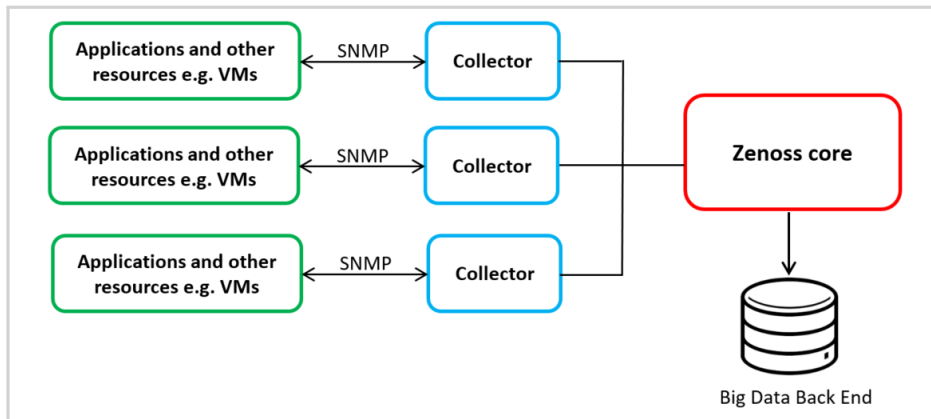 Applications and other
resources e.g. VMs
SNMP
Collector
Applications and other
resources e.g. VMs
SNMP
Collector
Zenoss core
Applications and other
resources e.g. VMs
SNMP
Collector
Big Data Back End